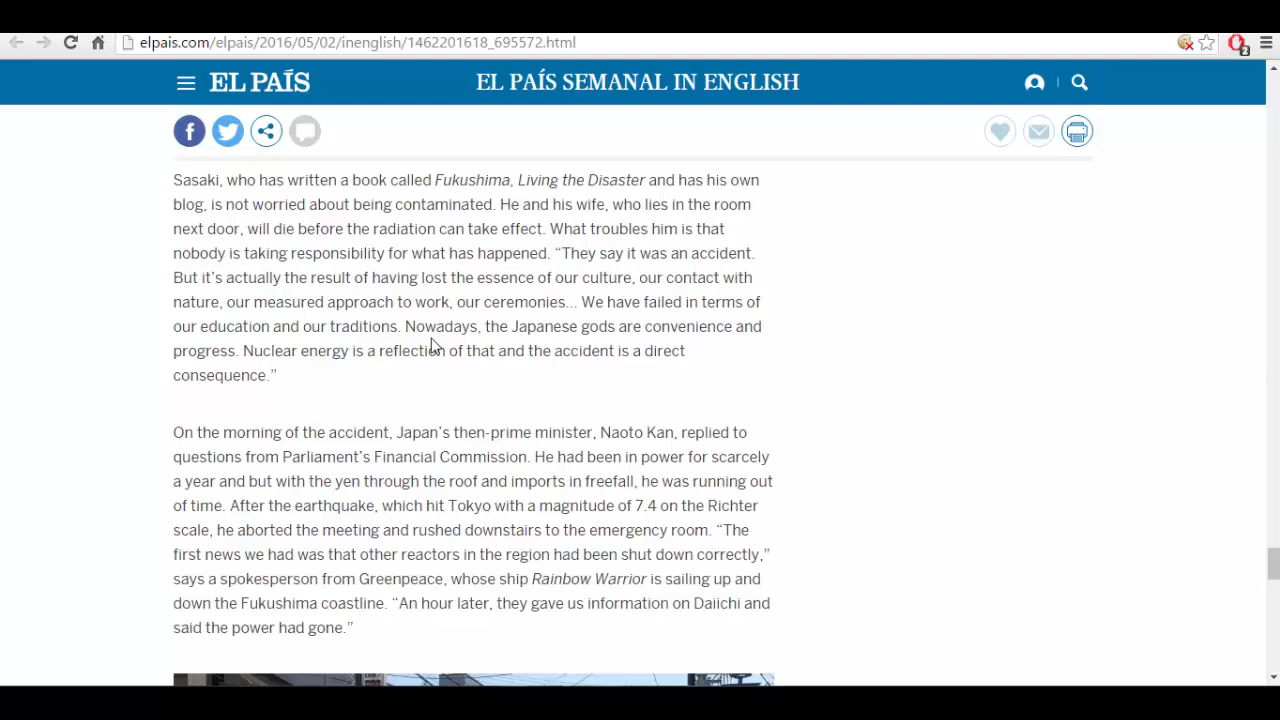 elpais.com/elpais/2016/05/02/inenglish/1462201618_695572.html
2
EL PAÍS
EL PAÍS SEMANAL IN ENGLISH
Sasaki, who has written a book called Fukushima, Living the Disaster and has his own
blog, is not worried about being contaminated. He and his wife, who lies in the room
next door, will die before the radiation can take effect. What troubles him is that
nobody is taking responsibility for what has happened. “They say it was an accident.
But it’s actually the result of having lost the essence of our culture, our contact with
nature, our measured approach to work, our ceremonies… We have failed in terms of
our education and our traditions. Nowadays, the Japanese gods are convenience and
progress. Nuclear energy is a reflection of that and the accident is a direct
consequence.”
On the morning of the accident, Japan’s then-prime minister, Naoto Kan, replied to
questions from Parliament’s Financial Commission. He had been in power for scarcely
a year and but with the yen through the roof and imports in freefall, he was running out
of time. After the earthquake, which hit Tokyo with a magnitude of 7.4 on the Richter
scale, he aborted the meeting and rushed downstairs to the emergency room. “The
first news we had was that other reactors in the region had been shut down correctly,”
says a spokesperson from Greenpeace, whose ship Rainbow Warrior is sailing up and
down the Fukushima coastline. “An hour later, they gave us information on Daiichi and
said the power had gone.”